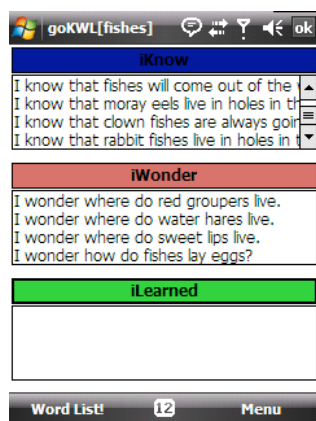 goKWL[fishes] ok
iKnow
I know that fishes will come out of the
I know that moray eels live in holes in
I know that clown fishes are always
I know that rabbit fishes live in holes in
iWonder
I wonder where do red groupers live.
I wonder where do water hares live.
I wonder where do sweet lips live.
I wonder how do fishes lay eggs?
iLearned
Word List! 12 Menu